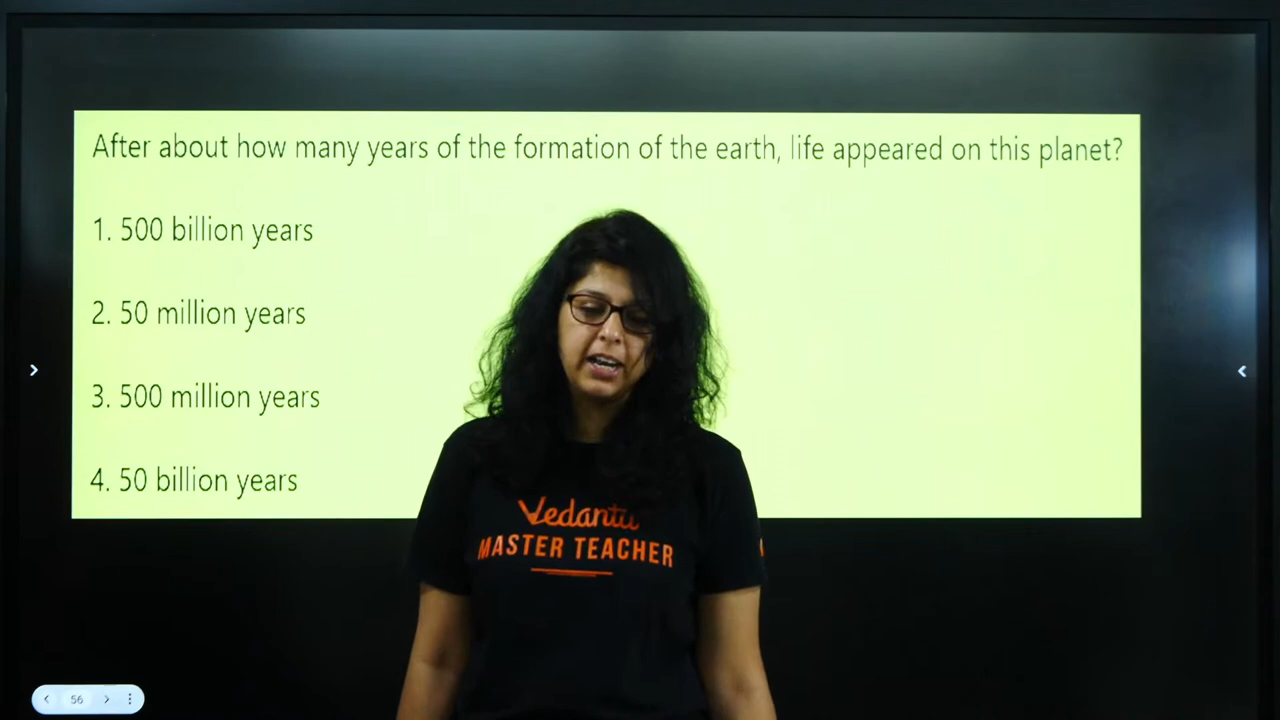 After about how many years of the formation of the earth, life appeared on this planet?
1. 500 billion years
2. 50 million years
3. 500 million years
4. 50 billion years
Vedantu
MASTER TEACHER
56